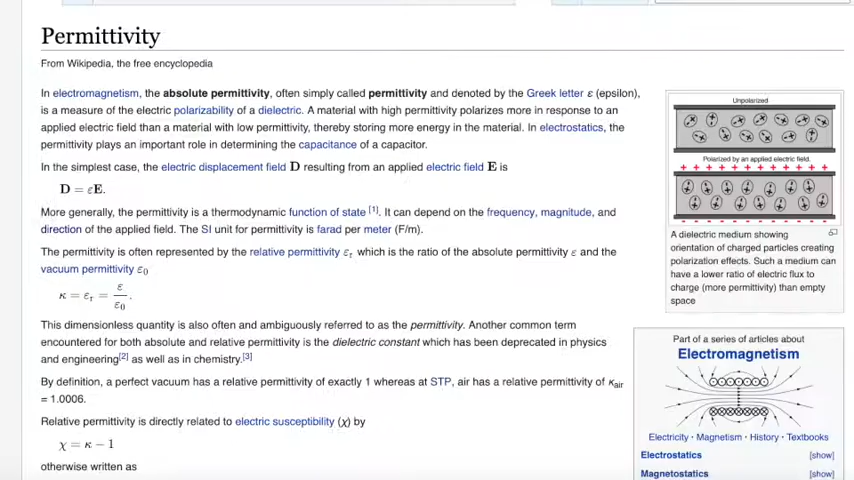 Permittivity
From Wikipedia, the free encyclopedia
In electromagnetism, the absolute permittivity, often simply called permittivity and denoted by the Greek letter ε (epsilon),
is a measure of the electric polarizability of a dielectric. A material with high permittivity polarizes more in response to an
applied electric field than a material with low permittivity, thereby storing more energy in the material. In electrostatics, the
permittivity plays an important role in determining the capacitance of a capacitor.
In the simplest case, the electric displacement field D resulting from an applied electric field E is
D = εE.
More generally, the permittivity is a thermodynamic function of state [1]. It can depend on the frequency, magnitude, and
direction of the applied field. The SI unit for permittivity is farad per meter (F/m).
The permittivity is often represented by the relative permittivity εr which is the ratio of the absolute permittivity ε and the
vacuum permittivity ε0
κ = εr = ε/ε0.
This dimensionless quantity is also often and ambiguously referred to as the permittivity. Another common term
encountered for both absolute and relative permittivity is the dielectric constant which has been deprecated in physics
and engineering[2] as well as in chemistry.[3]
By definition, a perfect vacuum has a relative permittivity of exactly 1 whereas at STP, air has a relative permittivity of κair
= 1.0006.
Relative permittivity is directly related to electric susceptibility (χ) by
χ = κ − 1
otherwise written as
Unpolarized
Polarized by an applied electric field.
A dielectric medium showing
orientation of charged particles creating
polarization effects. Such a medium can
have a lower ratio of electric flux to
charge (more permittivity) than empty
space
Part of a series of articles about
Electromagnetism
Electricity · Magnetism · History · Textbooks
Electrostatics [show]
Magnetostatics [show]